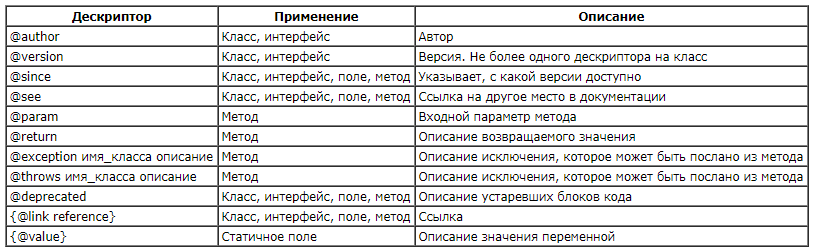 Дескриптор Применение Описание
@author Класс, интерфейс Автор
@version Класс, интерфейс Версия. Не более одного дескриптора на класс
@since Класс, интерфейс, поле, метод Указывает, с какой версии доступно
@see Класс, интерфейс, поле, метод Ссылка на другое место в документации
@param Метод Входной параметр метода
@return Метод Описание возвращаемого значения
@exception имя_класса описание Метод Описание исключения, которое может быть послано из метода
@throws имя_класса описание Метод Описание исключения, которое может быть послано из метода
@deprecated Класс, интерфейс, поле, метод Описание устаревших блоков кода
{@link reference} Класс, интерфейс, поле, метод Ссылка
{@value} Статичное поле Описание значения переменной